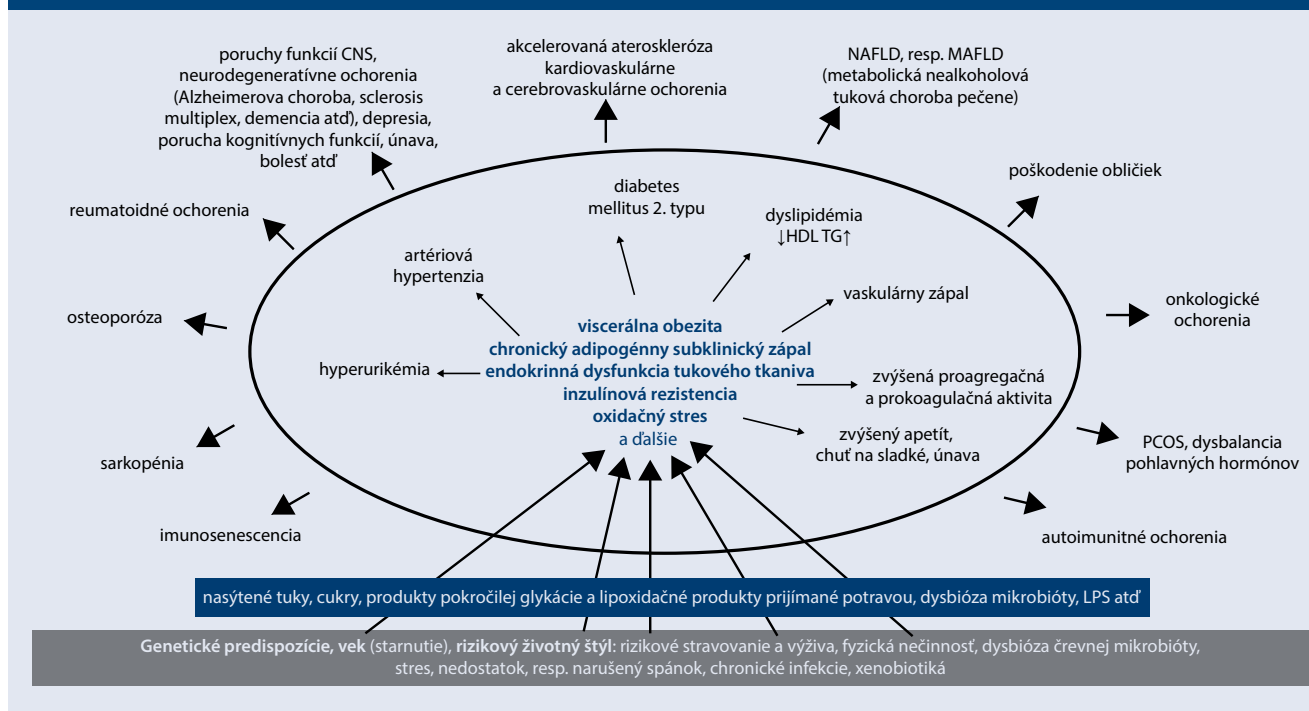 poruchy funkcií CNS,
neurodegeneratívne ochorenia
(Alzheimerova choroba, sclerosis
multiplex, demencia atď), depresia,
porucha kognitívnych funkcií, únava,
bolesť atď
akcelerovaná ateroskleróza
kardiovaskulárne
a cerebrovaskulárne ochorenia
NAFLD, resp. MAFLD
(metabolická nealkoholová
tuková choroba pečene)
poškodenie obličiek
reumatoidné ochorenia
diabetes
mellitus 2. typu
dyslipidémia
↓HDL TG↑
artériová
hypertenzia
vaskulárny zápal
onkologické
ochorenia
osteoporóza
viscerálna obezita
chronický adipogénny subklinický zápal
endokrinná dysfunkcia tukového tkaniva
inzulínová rezistencia
oxidačný stres
a ďalšie
hyperurikémia
zvýšená proagregačná
a prokoagulačná aktivita
zvýšený apetít,
chuť na sladké, únava
PCOS, dysbalancia
pohlavných hormónov
sarkopénia
imunosenescencia
autoimunitné ochorenia
nasýtené tuky, cukry, produkty pokročilej glykácie a lipoxidačné produkty prijímané potravou, dysbióza mikrobióty, LPS atď
Genetické predispozície, vek (starnutie), rizikový životný štýl: rizikové stravovanie a výživa, fyzická nečinnosť, dysbióza črevnej mikrobióty,
stres, nedostatok, resp. narušený spánok, chronické infekcie, xenobiotiká